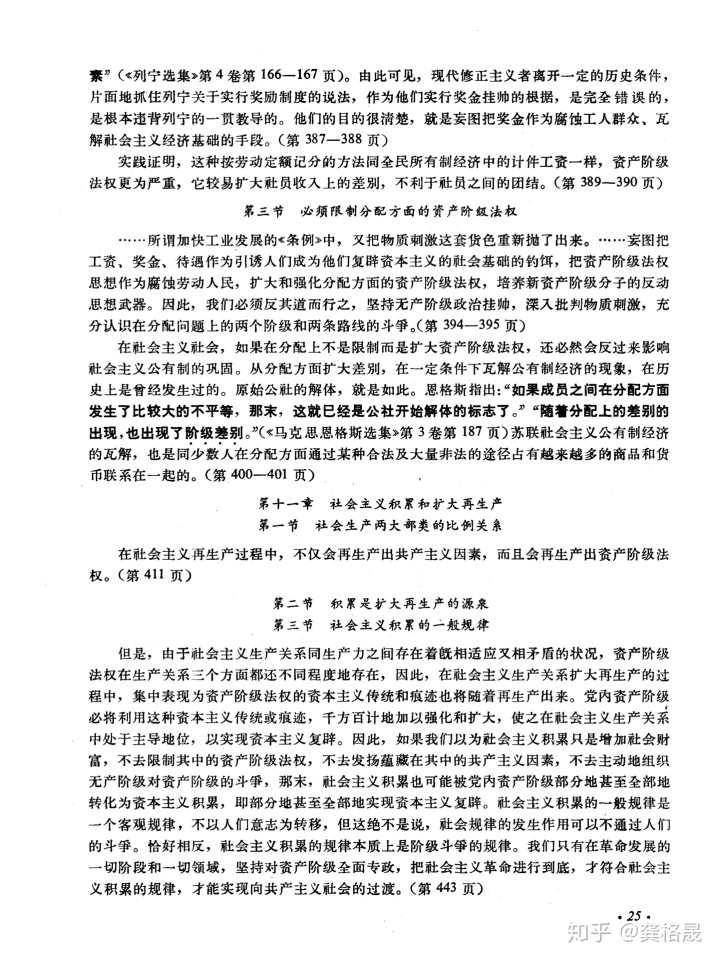 素”(《列宁选集》第4卷第166—167页)。由此可见，现代修正主义者离开一定的历史条件，
片面地抓住列宁关于实行奖励制度的说法，作为他们实行奖金挂帅的根据，是完全错误的，
是根本违背列宁的一贯教导的。他们的目的很清楚，就是妄图把奖金作为腐蚀工人群众、瓦
解社会主义经济基础的手段。(第387—388页)
实践证明，这种按劳动定额记分的方法同全民所有制经济中的计件工资一样，资产阶级
法权更为严重，它较易扩大社员收入上的差别，不利于社员之间的团结。(第389—390页)
第三节 必须限制分配方面的资产阶级法权
……所谓加快工业发展的《条例》中，又把物质刺激这套货色重新抛了出来。……妄图把
工资、奖金、待遇作为引诱人们成为他们复辟资本主义的社会基础的钓饵，把资产阶级法权
思想作为腐蚀劳动人民，扩大和强化分配方面的资产阶级法权，培养新资产阶级分子的反动
思想武器。因此，我们必须反其道而行之，坚持无产阶级政治挂帅，深入批判物质刺激，充
分认识在分配问题上的两个阶级和两条路线的斗争。(第394—395页)
在社会主义社会，如果在分配上不是限制而是扩大资产阶级法权，还必然会反过来影响
社会主义公有制的巩固。从分配方面扩大差别，在一定条件下瓦解公有制经济的现象，在历
史上是曾经发生过的。原始公社的解体，就是如此。恩格斯指出：“如果成员之间在分配方面
发生了比较大的不平等，那末，这就已经是公社开始解体的标志了。”“随着分配上的差别的
出现，也出现了阶级差别。”(《马克思恩格斯选集》第3卷第187页)苏联社会主义公有制经济
的瓦解，也是同少数人在分配方面通过某种合法及大量非法的途径占有越来越多的商品和货
币联系在一起的。(第400—401页)
第十一章 社会主义积累和扩大再生产
第一节 社会生产两大部类的比例关系
在社会主义再生产过程中，不仅会再生产出共产主义因素，而且会再生产出资产阶级法
权。(第411页)
第二节 积累是扩大再生产的源泉
第三节 社会主义积累的一般规律
但是，由于社会主义生产关系同生产力之间存在着既相适应又相矛盾的状况，资产阶级
法权在生产关系三个方面都还不同程度地存在，因此，在社会主义生产关系扩大再生产的过
程中，集中表现为资产阶级法权的资本主义传统和痕迹也将随着再生产出来。党内资产阶级
必将利用这种资本主义传统或痕迹，千方百计地加以强化和扩大，使之在社会主义生产关系
中处于主导地位，以实现资本主义复辟。因此，如果我们以为社会主义积累只是增加社会财
富，不去限制其中的资产阶级法权，不去发扬蕴藏在其中的共产主义因素，不去主动地组织
无产阶级对资产阶级的斗争，那末，社会主义积累也可能被党内资产阶级部分地甚至全部地
转化为资本主义积累，即部分地甚至全部地实现资本主义复辟。社会主义积累的一般规律是
一个客观规律，不以人们意志为转移，但这绝不是说，社会规律的发生作用可以不通过人们
的斗争。恰好相反，社会主义积累的规律本质上是阶级斗争的规律。我们只有在革命发展的
一切阶段和一切领域，坚持对资产阶级全面专政，把社会主义革命进行到底，才符合社会主
义积累的规律，才能实现向共产主义社会的过渡。(第443页)
·25·
知乎 @龚格晟